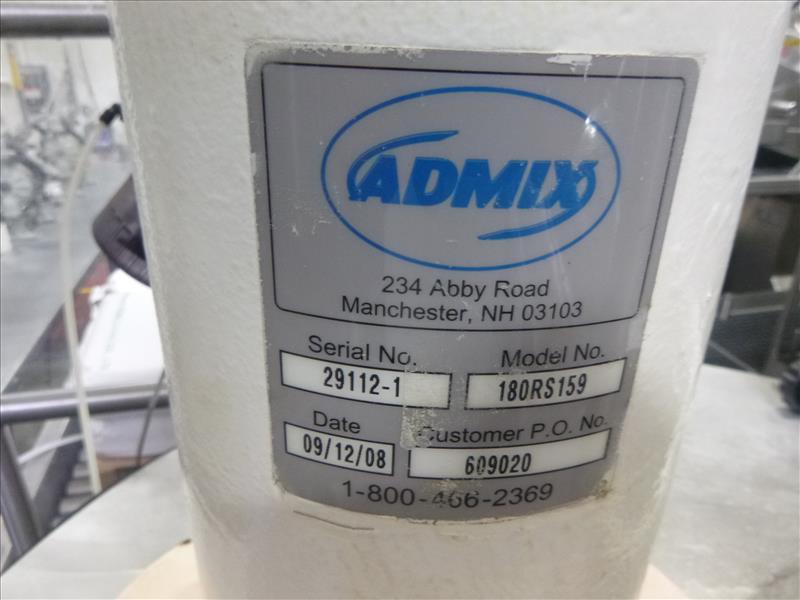 ADMIX
234 Abby Road
Manchester, NH 03103
Serial No. Model No.
29112-1 180RS159
Date Customer P.O. No.
09/12/08 609020
1-800-466-2369